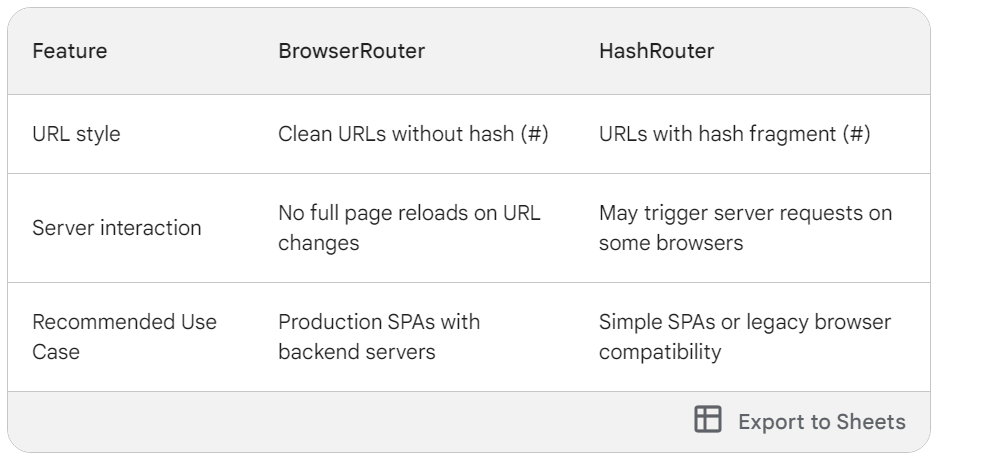 Feature BrowserRouter HashRouter
URL style Clean URLs without hash (#) URLs with hash fragment (#)
Server interaction
No full page reloads on URL
changes
May trigger server requests on
some browsers
Recommended Use
Case
Production SPAs with
backend servers
Simple SPAs or legacy browser
compatibility
Export to Sheets